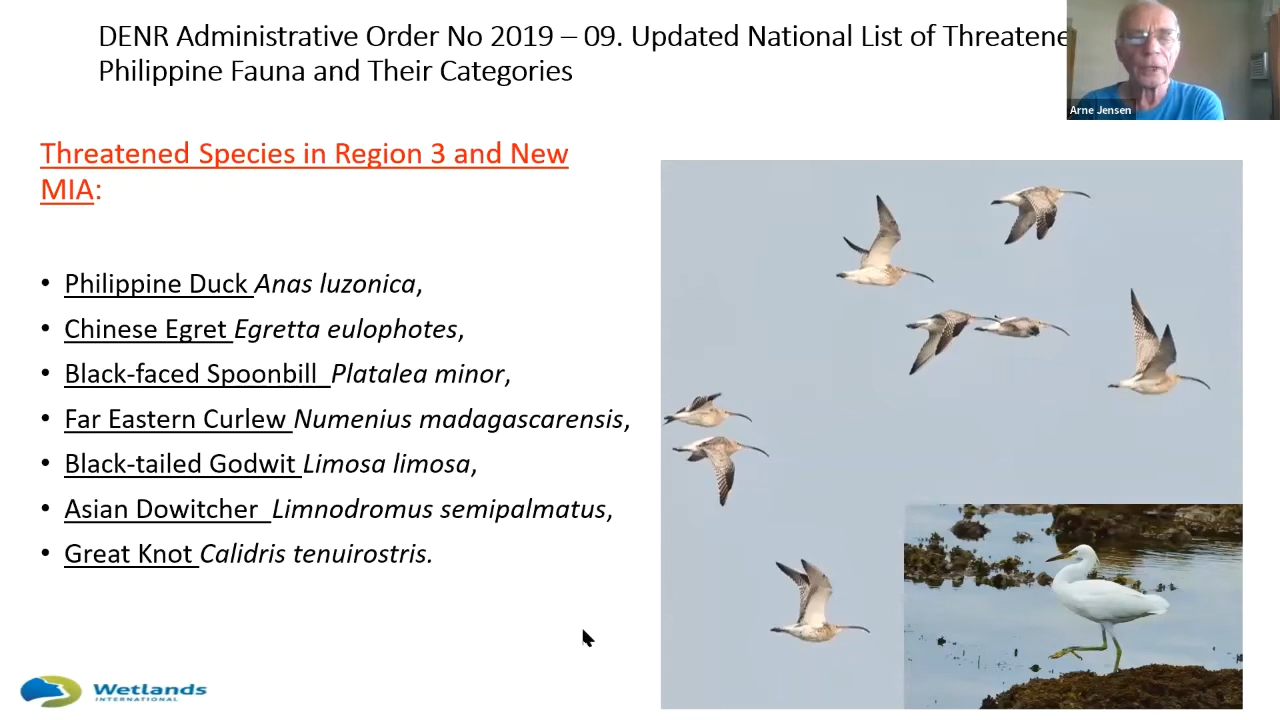 DENR Administrative Order No 2019 – 09. Updated National List of Threatene
Philippine Fauna and Their Categories
Arne Jensen
Threatened Species in Region 3 and New
MIA:
• Philippine Duck Anas luzonica,
• Chinese Egret Egretta eulophotes,
• Black-faced Spoonbill Platalea minor,
• Far Eastern Curlew Numenius madagascarensis,
• Black-tailed Godwit Limosa limosa,
• Asian Dowitcher Limnodromus semipalmatus,
• Great Knot Calidris tenuirostris.
Wetlands
INTERNATIONAL